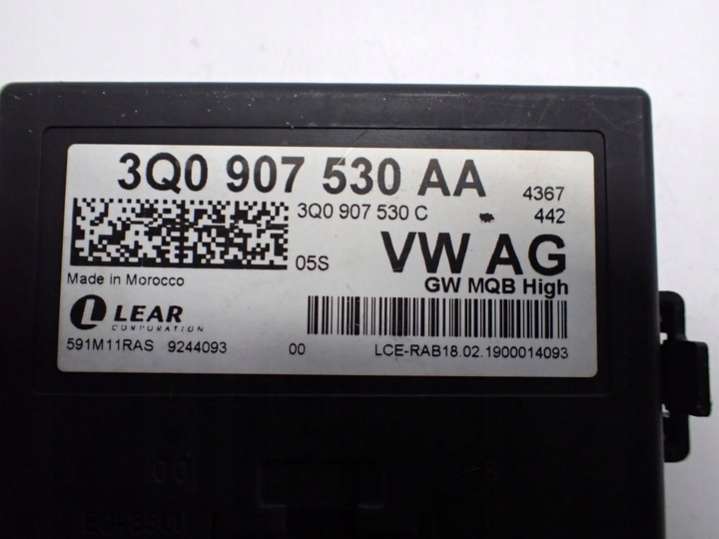 3Q0 907 530 AA 4367
3Q0 907 530 C 442
05S VW AG
Made in Morocco GW MQB High
LEAR
CORPORATION
591M11RAS 9244093 00 LCE-RAB18.02.1900014093